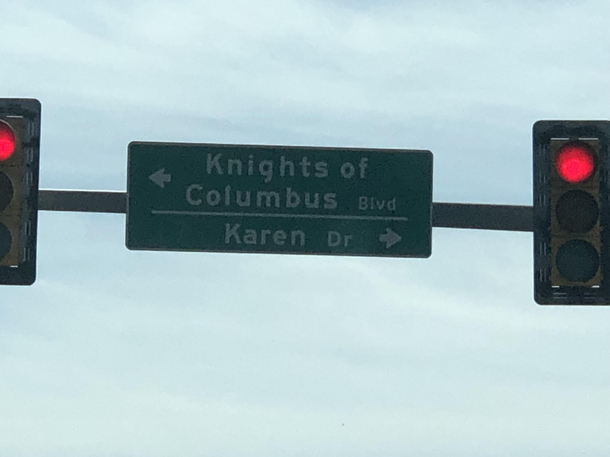 Knights of
Columbus Blvd
Karen Dr